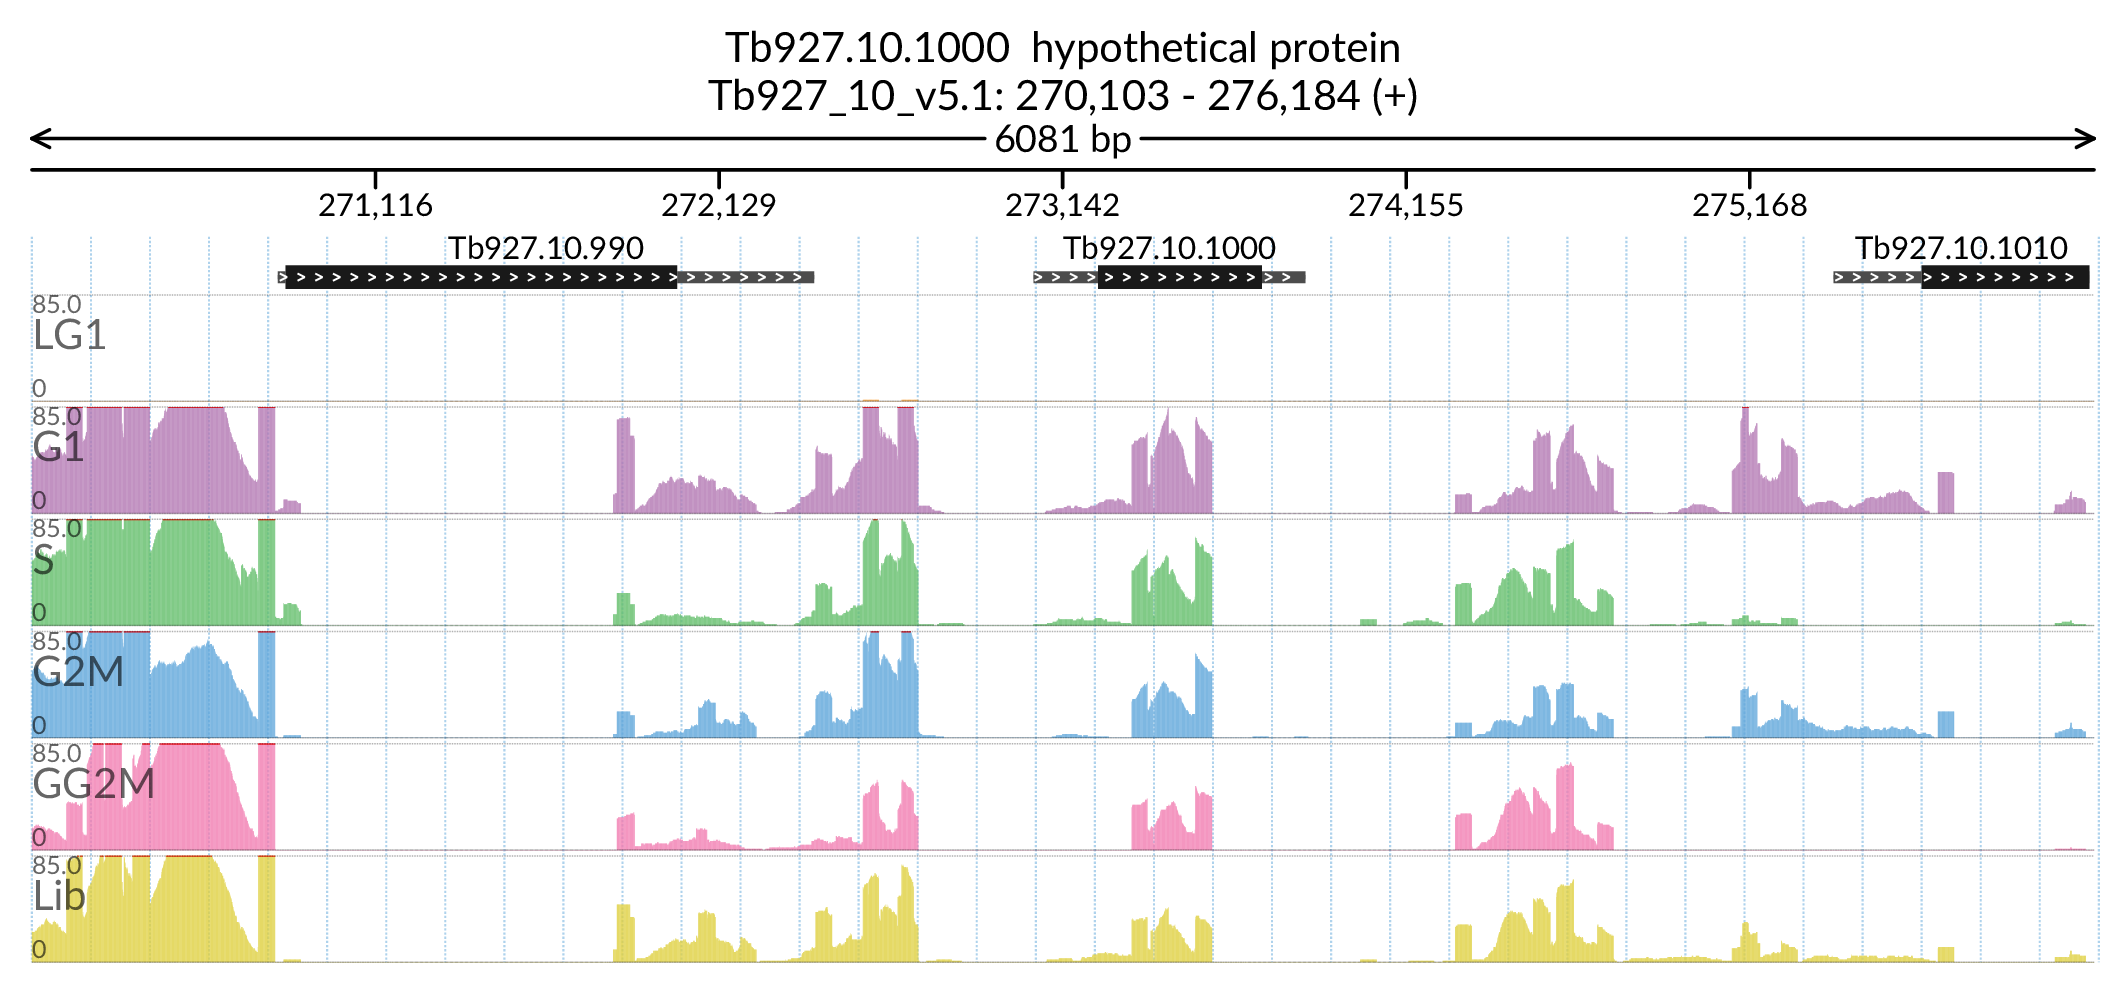 Tb927.10.1000 hypothetical protein
Tb927_10_v5.1: 270,103 - 276,184 (+)
6081 bp
271,116 272,129 273,142 274,155 275,168
Tb927.10.990 Tb927.10.1000 Tb927.10.1010
85.0
LG1
0
85.0
G1
0
85.0
S
0
85.0
G2M
0
85.0
GG2M
0
85.0
Lib
0